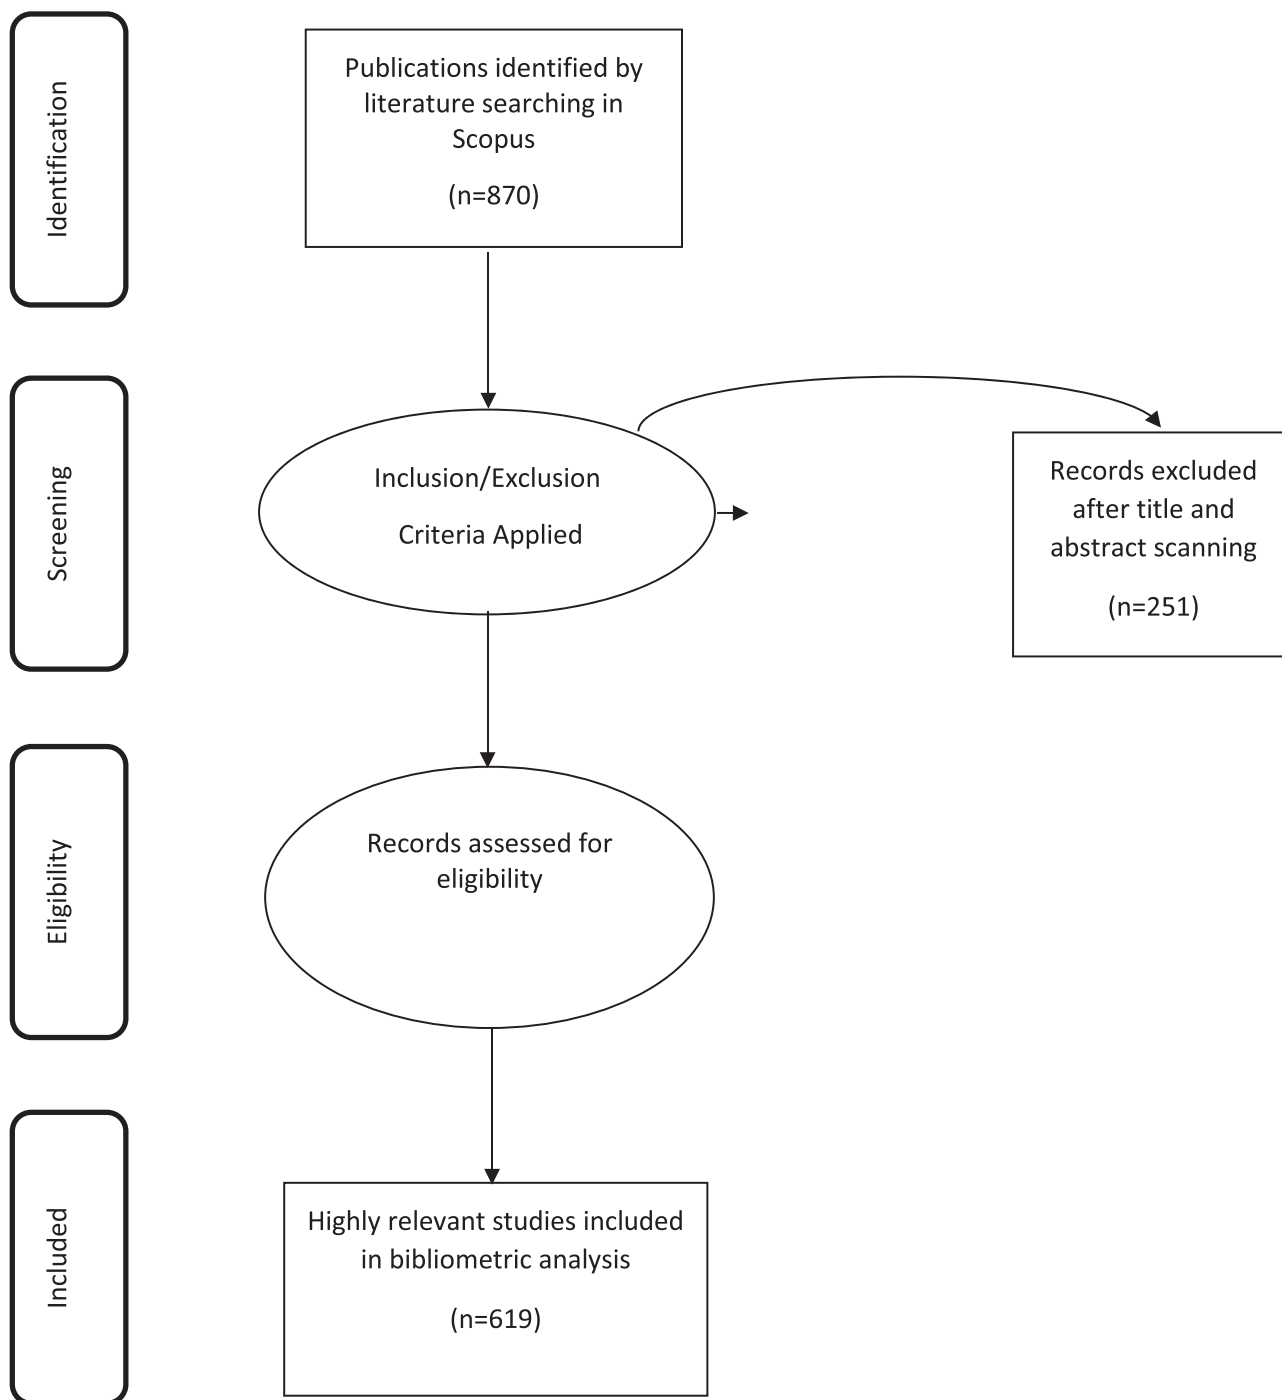 Identification
Publications identified by
literature searching in
Scopus
(n=870)
Screening
Inclusion/Exclusion
Criteria Applied
Records excluded
after title and
abstract scanning
(n=251)
Eligibility
Records assessed for
eligibility
Included
Highly relevant studies included
in bibliometric analysis
(n=619)